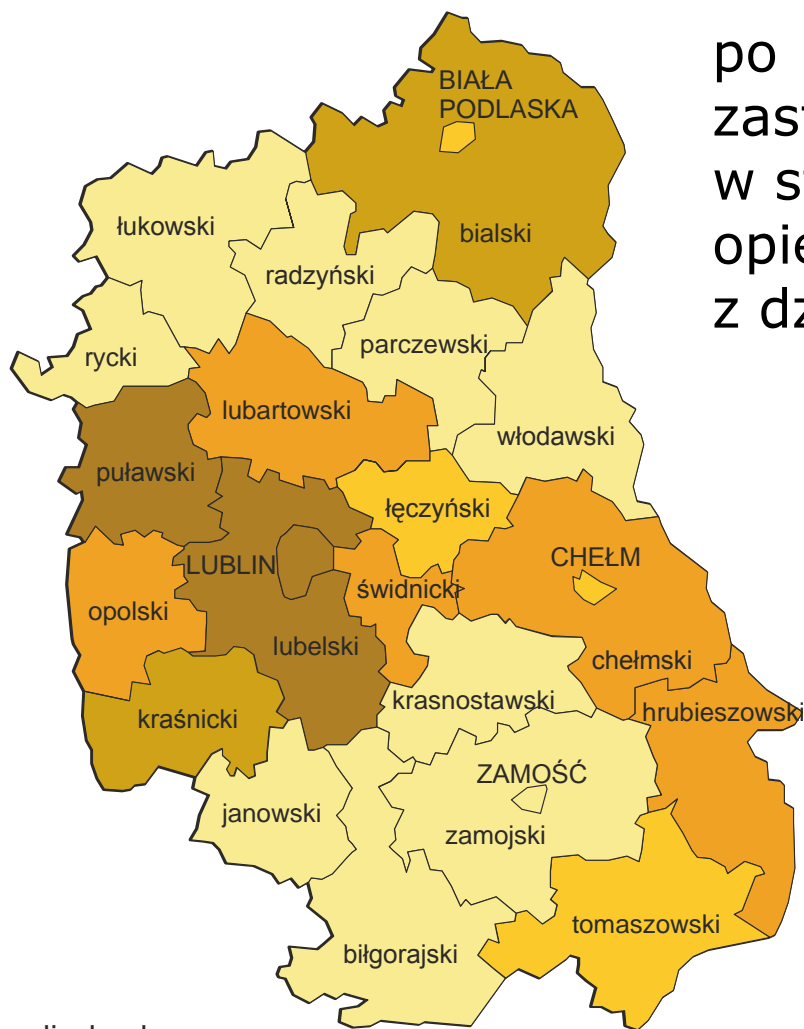 po
zast
w s
opie
z dz
BIAŁA
PODLASKA
łukowski
bialski
radzyński
rycki
parczewski
lubartowski
włodawski
puławski
łęczyński
LUBLIN
CHEŁM
świdnicki
opolski
lubelski
chełmski
krasnostawski
hrubieszowski
kraśnicki
ZAMOŚĆ
janowski
zamojski
tomaszowski
biłgorajski